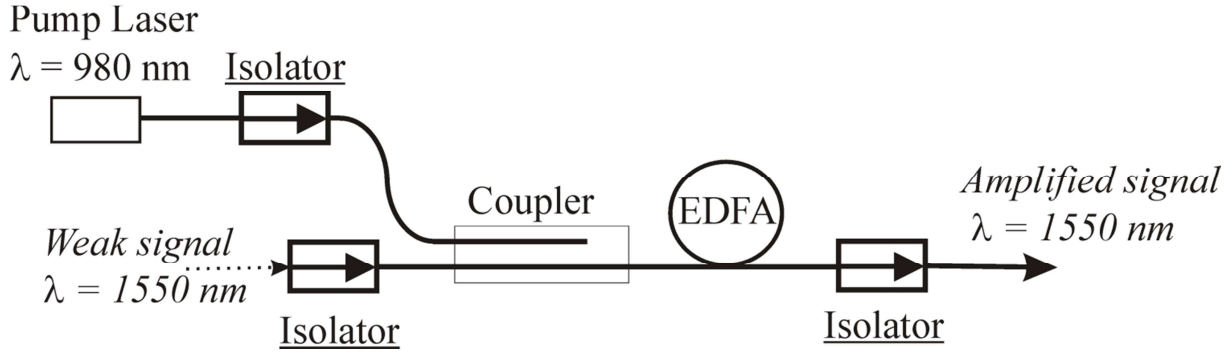 Pump Laser
λ = 980 nm
Isolator
Coupler
EDFA
Amplified signal
λ = 1550 nm
Weak signal
λ = 1550 nm
Isolator
Isolator